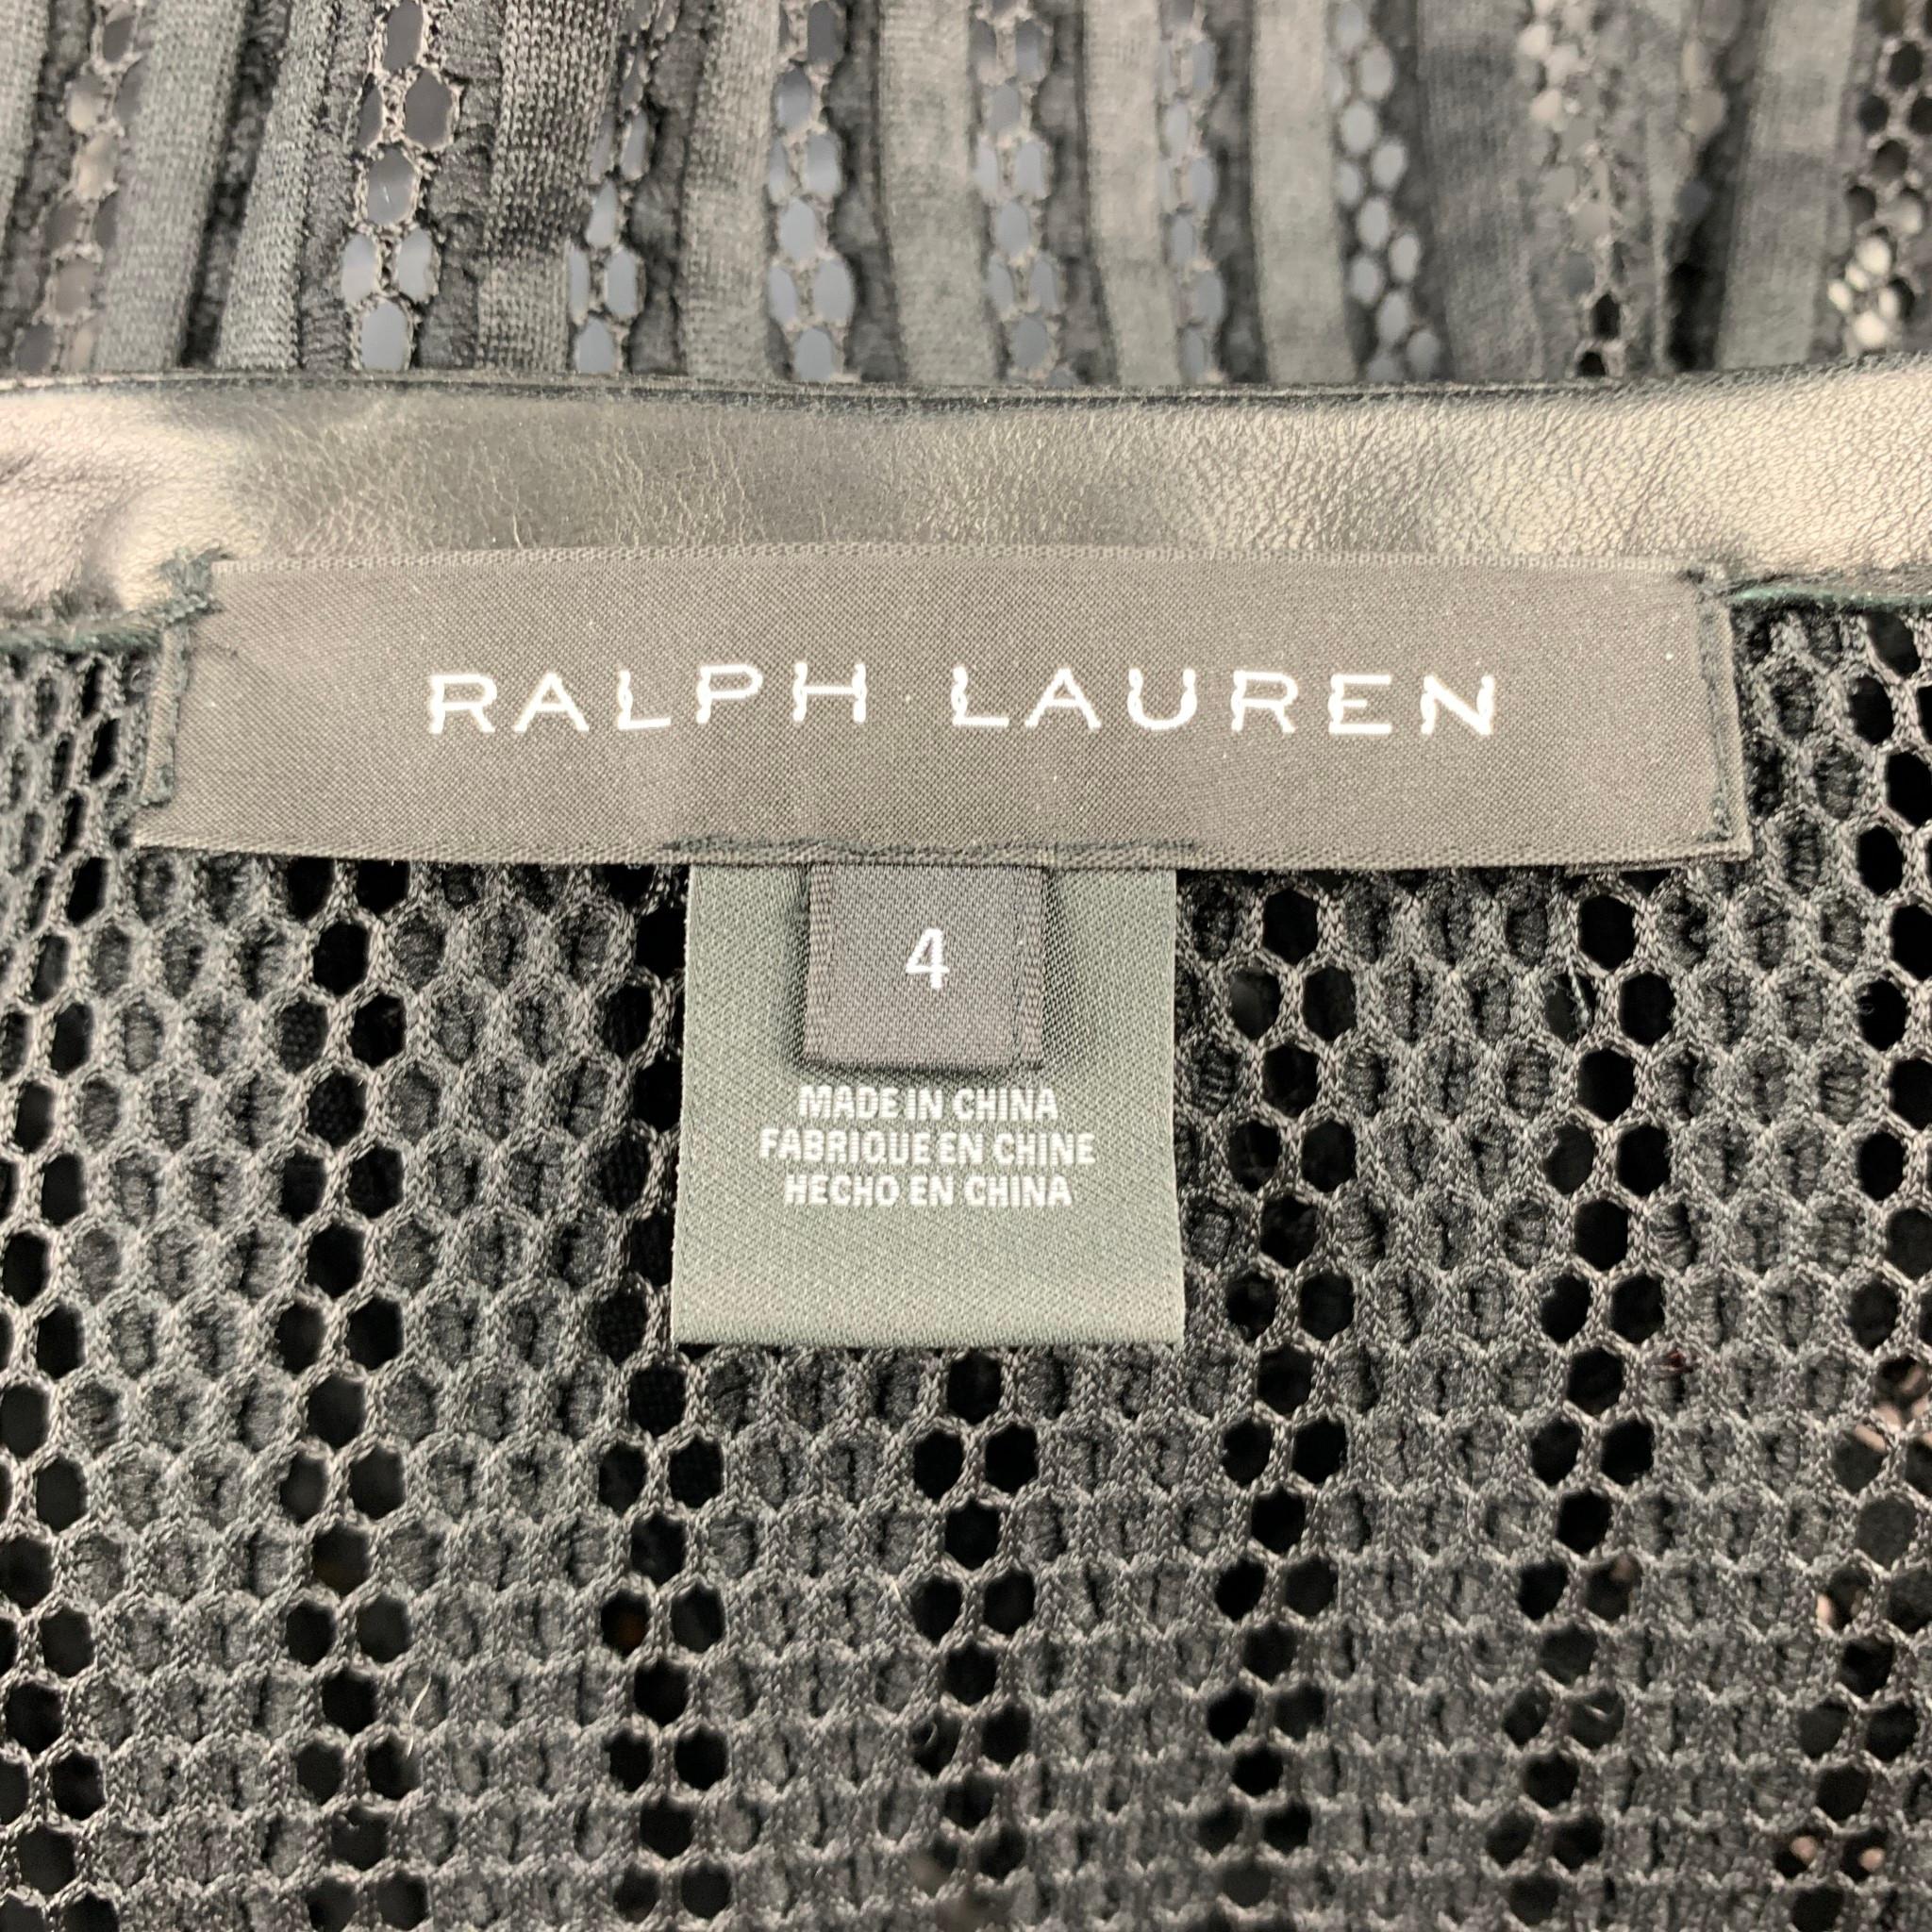 RALPH LAUREN
4
MADE IN CHINA
FABRIQUE EN CHINE
HECHO EN CHINA